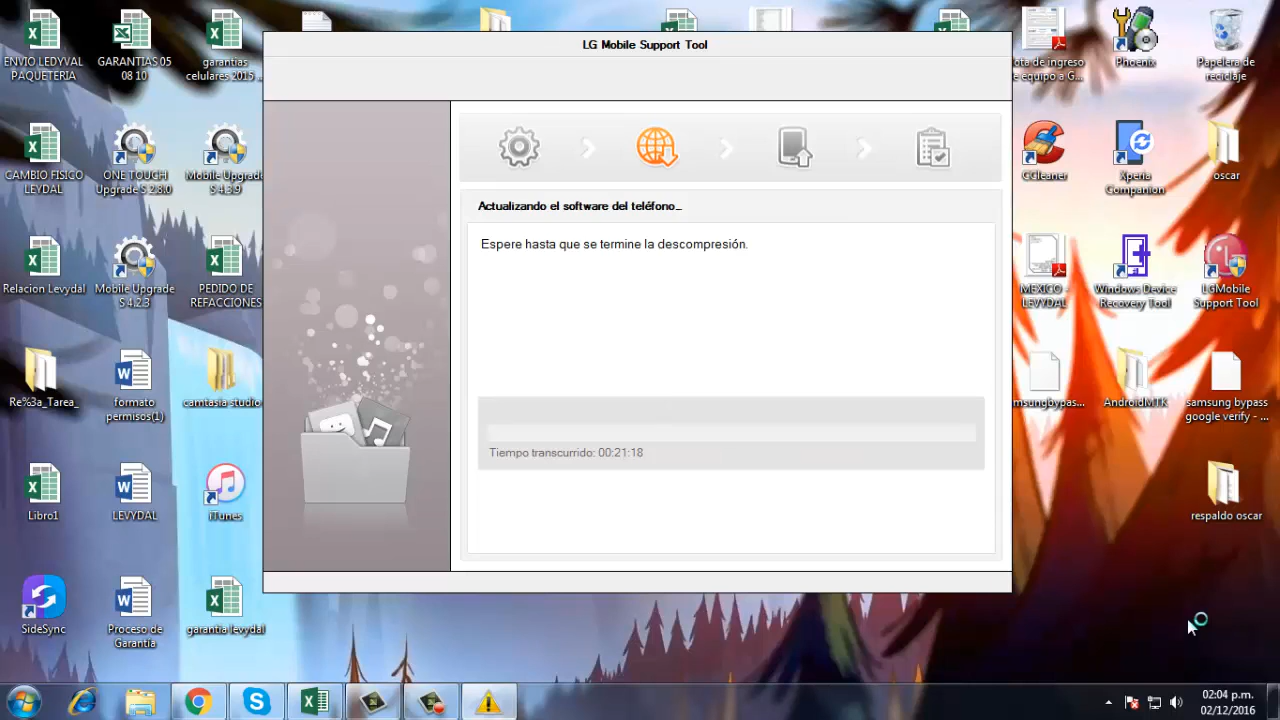 LG Mobile Support Tool
Actualizando el software del teléfono_
Espere hasta que se termine la descompresión.
Tiempo transcurrido: 00:21:18
ENVIO LEDYVAL
PAQUETERIA
GARANTIAS 05
08 10
garantias
celulares 2015 ...
CAMBIO FISICO
LEYDAL
ONE TOUCH
Upgrade S 2.8.0
Mobile Upgrade
S 4.3.9
Relacion Levydal
Mobile Upgrade
S 4.2.3
PEDIDO DE
REFACCIONES
Re%3a_Tarea_
formato
permisos(1)
camtasia studio
Libro1
LEVYDAL
iTunes
SideSync
Proceso de
Garantia
garantia levydal
ota de ingreso
e equipo a G...
Phoenix
Papelera de
reciclaje
CCleaner
Xperia
Companion
oscar
MEXICO -
LEVYDAL
Windows Device
Recovery Tool
LGMobile
Support Tool
msungbypas...
AndroidMTK
samsung bypass
google verify - ...
respaldo oscar
02:04 p.m.
02/12/2016